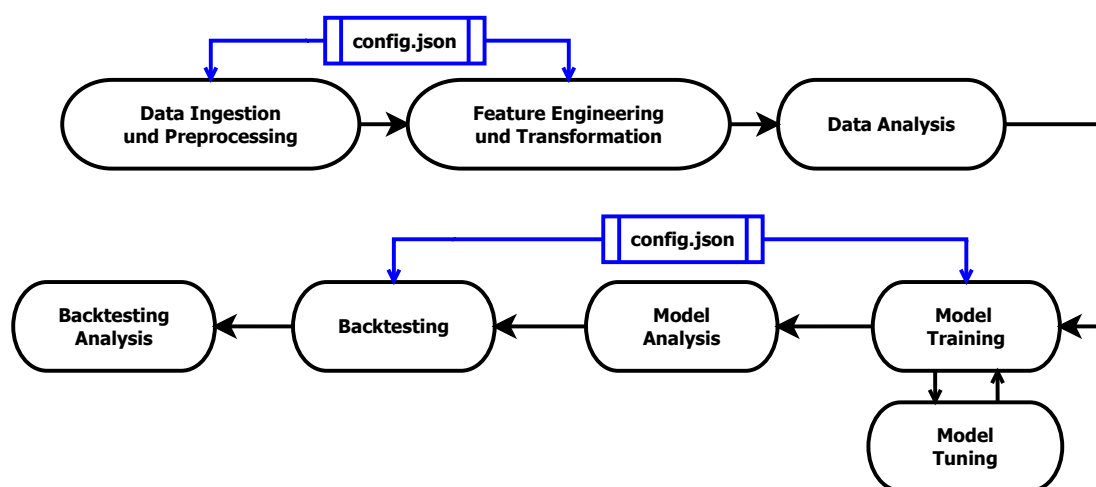 config.json
Data Ingestion
und Preprocessing
Feature Engineering
und Transformation
Data Analysis
config.json
Backtesting
Analysis
Backtesting
Model
Analysis
Model
Training
Model
Tuning